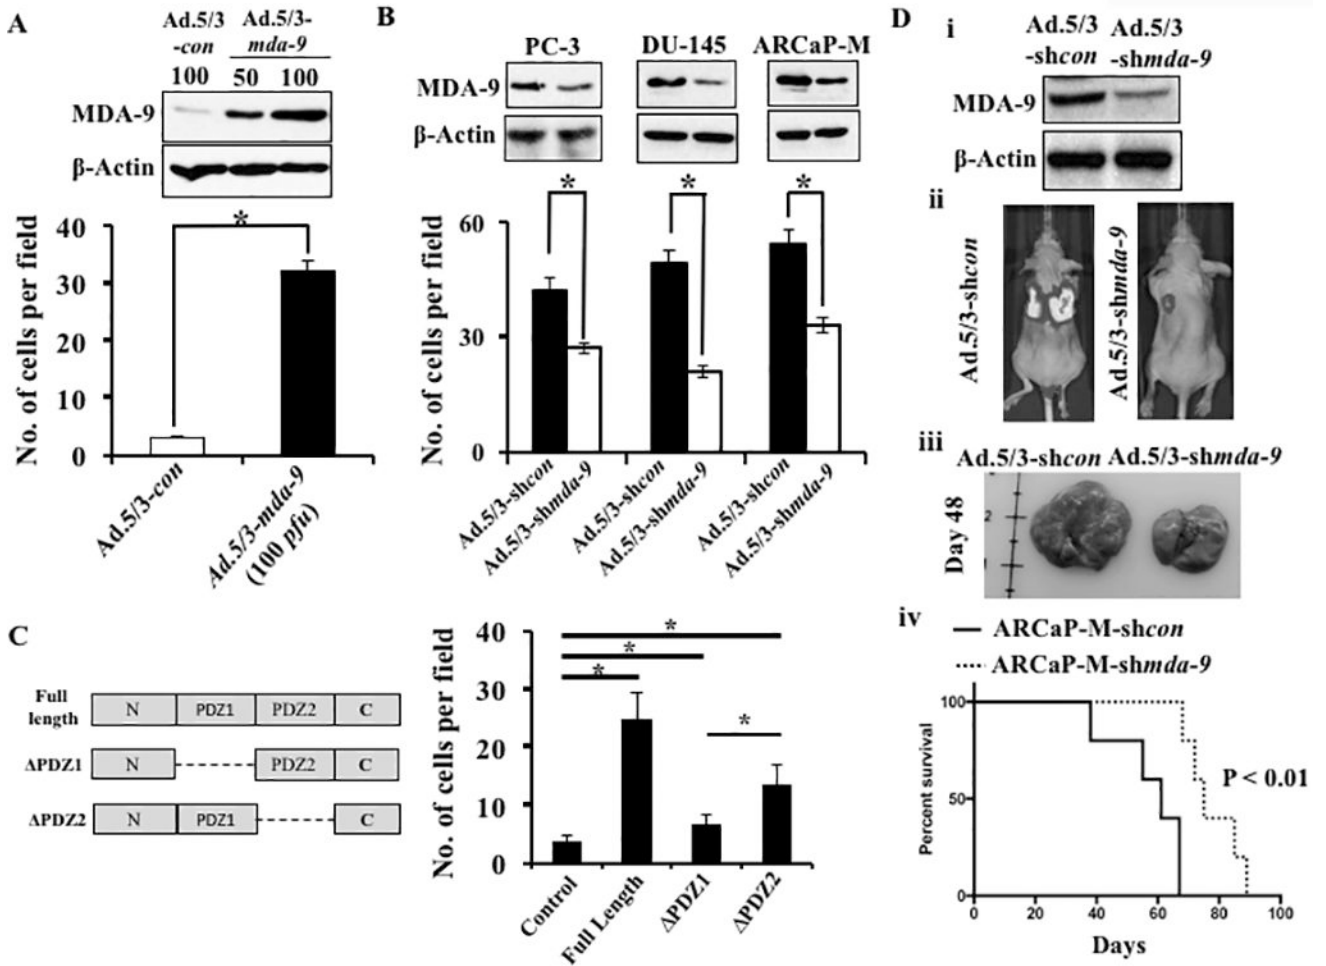 A
Ad.5/3 Ad.5/3-
-con mda-9
100 50 100
MDA-9
β-Actin
*
No. of cells per field
40
30
20
10
0
Ad.5/3-con
Ad.5/3-mda-9
(100 pfu)
B
PC-3 DU-145 ARCaP-M
MDA-9
β-Actin
* * *
No. of cells per field
60
30
0
Ad.5/3-shcon
Ad.5/3-shmda-9
Ad.5/3-shcon
Ad.5/3-shmda-9
Ad.5/3-shcon
Ad.5/3-shmda-9
C
Full
length
N PDZ1 PDZ2 C
ΔPDZ1 N PDZ2 C
ΔPDZ2 N PDZ1 C
No. of cells per field
40
30
20
10
0
*
*
*
*
Control
Full Length
ΔPDZ1
ΔPDZ2
D
i
Ad.5/3 Ad.5/3
-shcon -shmda-9
MDA-9
β-Actin
ii
Ad.5/3-shcon
Ad.5/3-shmda-9
iii
Ad.5/3-shcon Ad.5/3-shmda-9
Day 48
2
1
iv
ARCaP-M-shcon
ARCaP-M-shmda-9
Percent survival
100
50
0
P < 0.01
0 20 40 60 80 100
Days